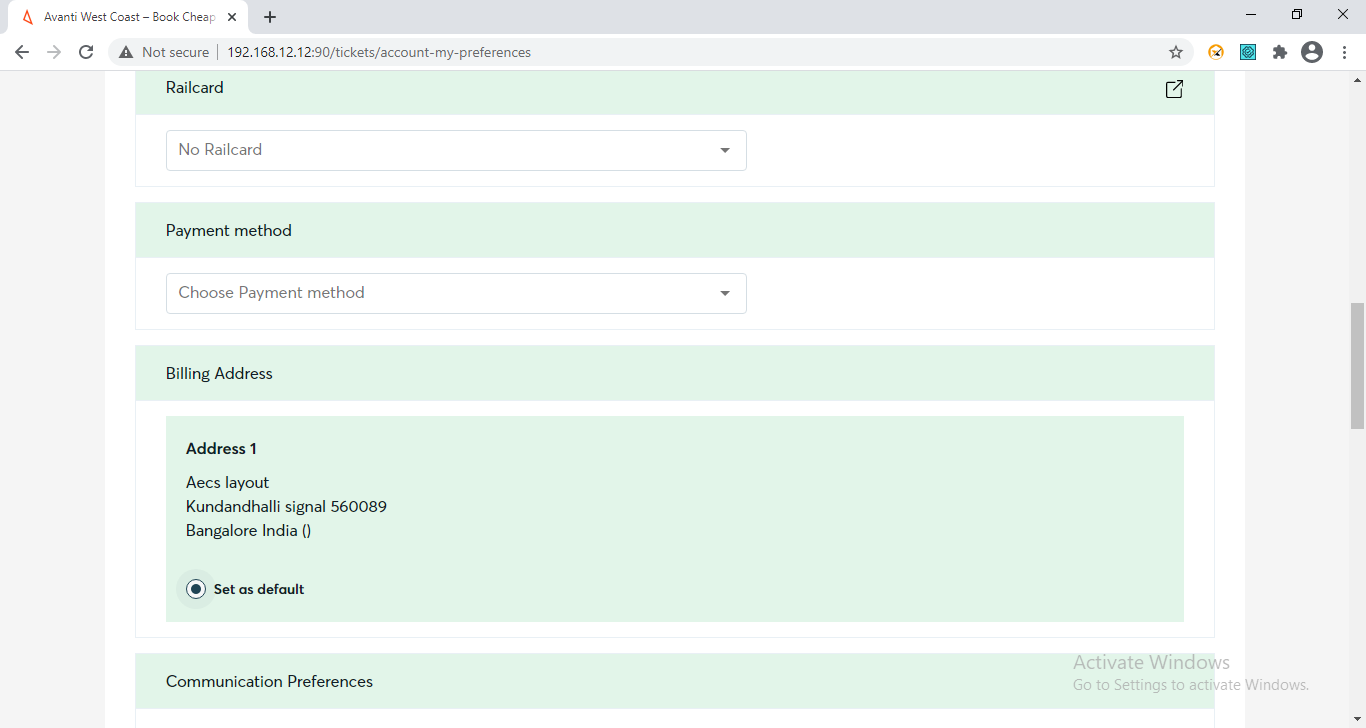 Avanti West Coast – Book Cheap
Not secure
192.168.12.12:90/tickets/account-my-preferences
Railcard
No Railcard
Payment method
Choose Payment method
Billing Address
Address 1
Aecs layout
Kundandhalli signal 560089
Bangalore India ()
Set as default
Communication Preferences
Activate Windows
Go to Settings to activate Windows.